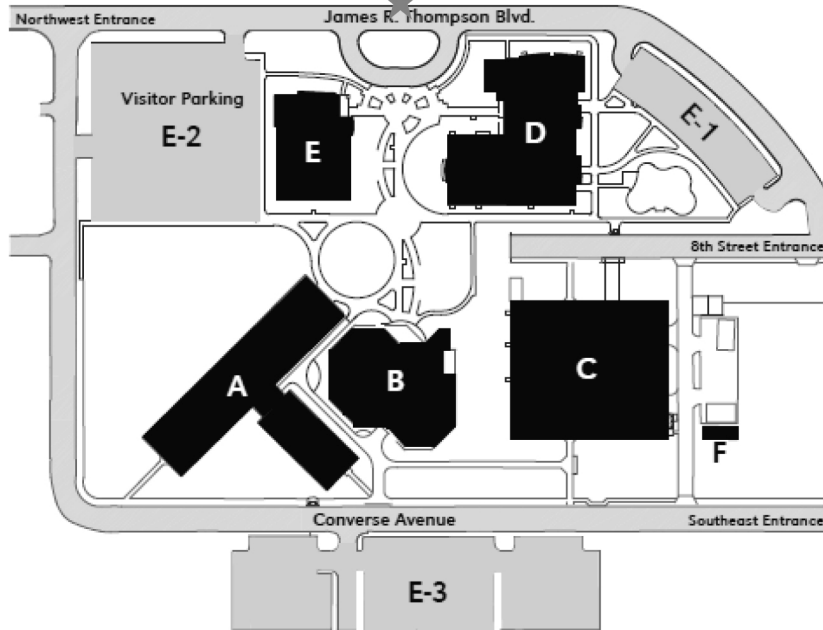 Northwest Entrance
James R. Thompson Blvd.
Visitor Parking
E-2
E
D
E-1
8th Street Entrance
A
B
C
F
Converse Avenue
Southeast Entrance
E-3